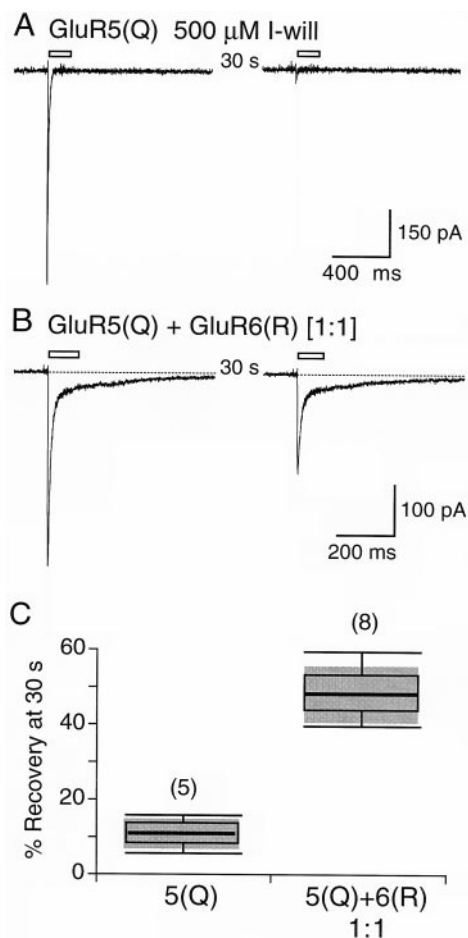 A GluR5(Q) 500 μM I-will
30 s
150 pA
400 ms
B GluR5(Q) + GluR6(R) [1:1]
30 s
100 pA
200 ms
C
% Recovery at 30 s
60
40
20
0
(5)
(8)
5(Q)
5(Q)+6(R)
1:1